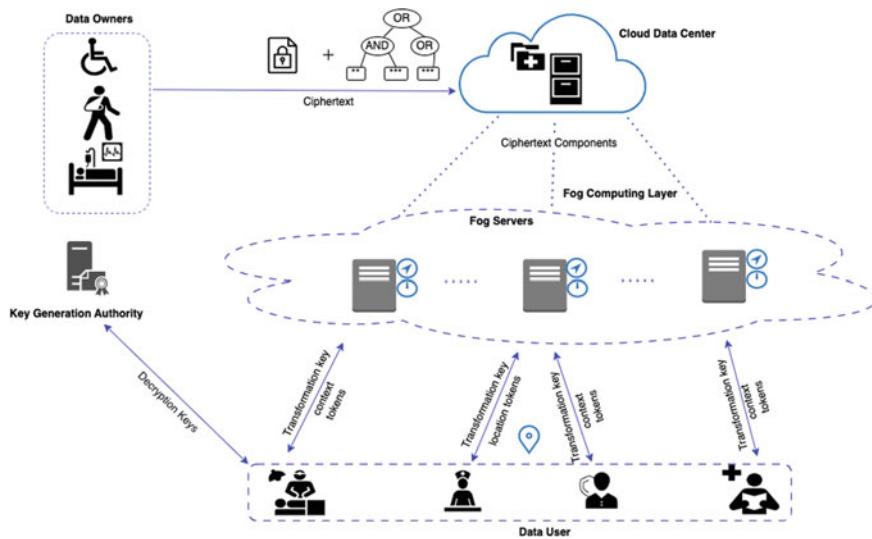 Data Owners
OR
AND
OR
+
Ciphertext
Cloud Data Center
Ciphertext Components
Fog Computing Layer
Fog Servers
Key Generation Authority
Decryption Keys
Transformation key
context
tokens
Transformation key
location tokens
Transformation key
context
tokens
Transformation key
context
tokens
Data User